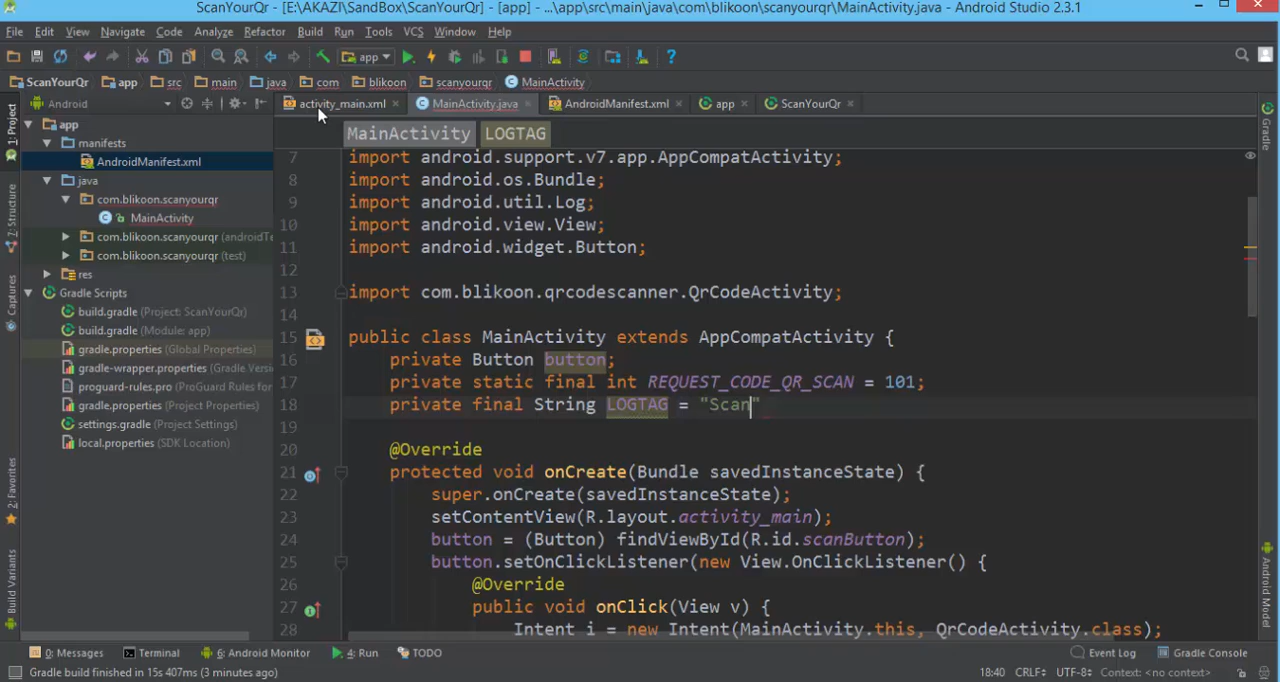 ScanYourQr - [E:\AKAZI\SandBox\ScanYourQr] - [app] - ...\app\src\main\java\com\blikoon\scanyourqr\MainActivity.java - Android Studio 2.3.1
File Edit View Navigate Code Analyze Refactor Build Run Tools VCS Window Help
app
ScanYourQr app src main java com blikoon scanyourqr MainActivity
Android activity_main.xml MainActivity.java AndroidManifest.xml app ScanYourQr
MainActivity LOGTAG
1: Project
7: Structure
Captures
2: Favorites
Build Variants
app
manifests
AndroidManifest.xml
java
com.blikoon.scanyourqr
MainActivity
com.blikoon.scanyourqr (androidTe
com.blikoon.scanyourqr (test)
res
Gradle Scripts
build.gradle (Project: ScanYourQr)
build.gradle (Module: app)
gradle.properties (Global Properties)
gradle-wrapper.properties (Gradle Versi
proguard-rules.pro (ProGuard Rules for
gradle.properties (Project Properties)
settings.gradle (Project Settings)
local.properties (SDK Location)
7 import android.support.v7.app.AppCompatActivity;
8 import android.os.Bundle;
9 import android.util.Log;
10 import android.view.View;
11 import android.widget.Button;
12
13 import com.blikoon.qrcodescanner.QrCodeActivity;
14
15 public class MainActivity extends AppCompatActivity {
16 private Button button;
17 private static final int REQUEST_CODE_QR_SCAN = 101;
18 private final String LOGTAG = "Scan"
19
20 @Override
21 protected void onCreate(Bundle savedInstanceState) {
22 super.onCreate(savedInstanceState);
23 setContentView(R.layout.activity_main);
24 button = (Button) findViewById(R.id.scanButton);
25 button.setOnClickListener(new View.OnClickListener() {
26 @Override
27 public void onClick(View v) {
28 Intent i = new Intent(MainActivity.this, QrCodeActivity.class);
Gradle
Android Model
0: Messages Terminal 6: Android Monitor 4: Run TODO Event Log Gradle Console
Gradle build finished in 15s 407ms (3 minutes ago) 18:40 CRLF UTF-8 Context: <no context>